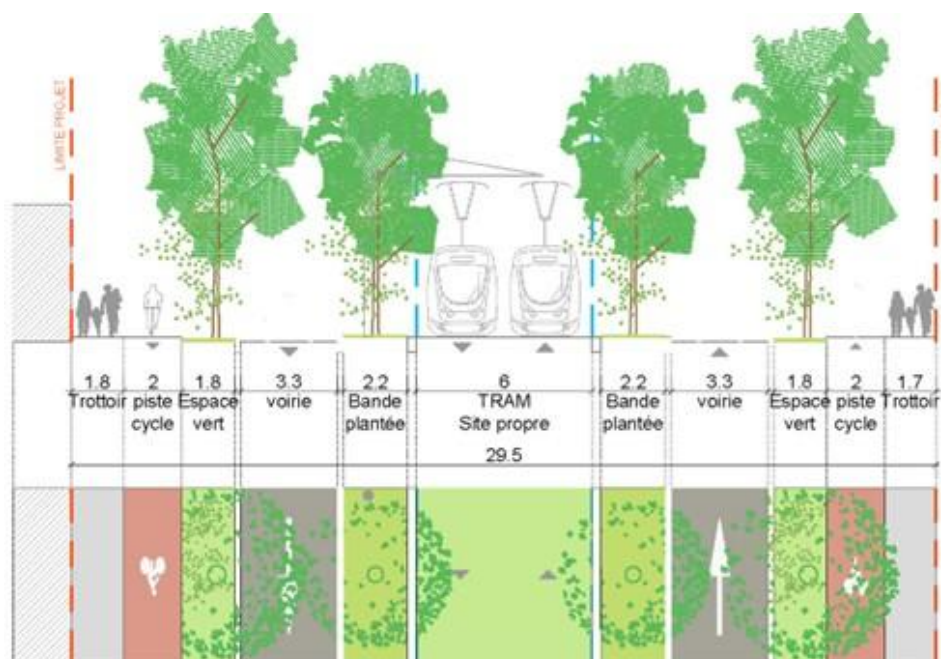 LIMITE PROJET
1.8 2 1.8 3.3 2.2 6 2.2 3.3 1.8 2 1.7
Trottoir piste Espace voirie Bande TRAM Bande voirie Espace piste Trottoir
cycle vert plantée Site propre plantée vert cycle
29.5